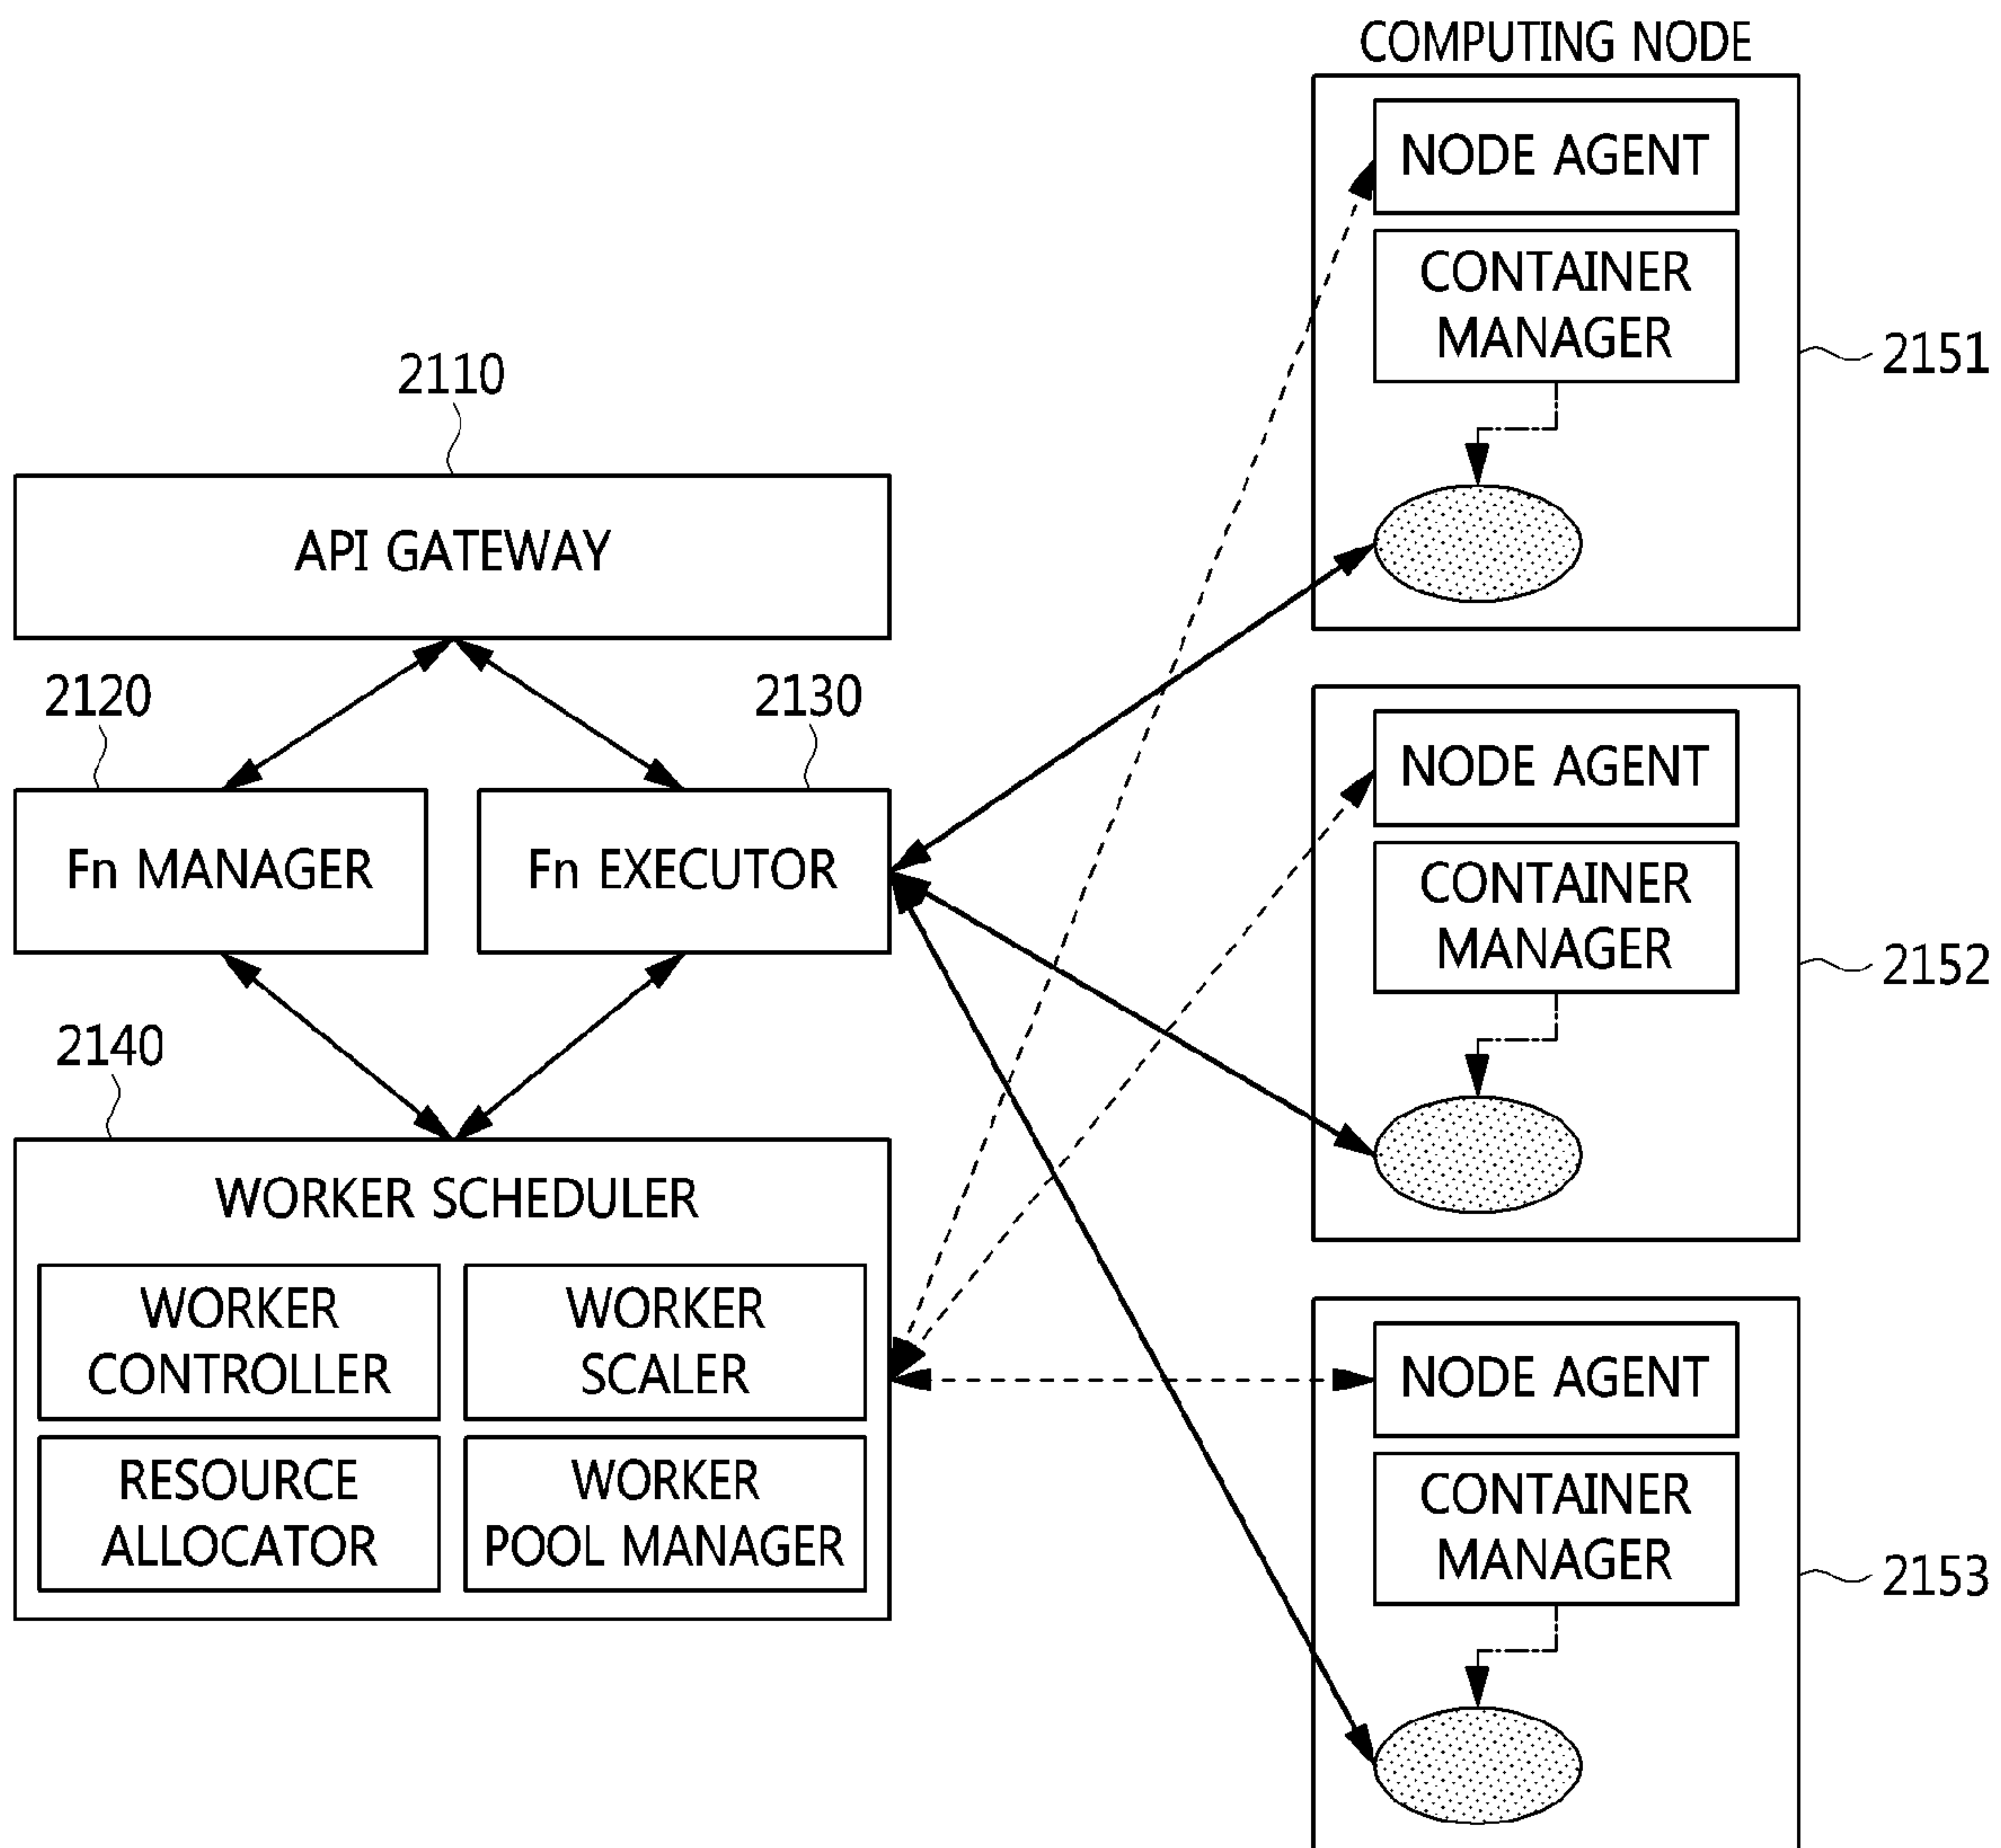 COMPUTING NODE
NODE AGENT
CONTAINER
MANAGER
2151
2110
API GATEWAY
2120
2130
Fn MANAGER
Fn EXECUTOR
NODE AGENT
CONTAINER
MANAGER
2152
2140
WORKER SCHEDULER
WORKER
CONTROLLER
WORKER
SCALER
RESOURCE
ALLOCATOR
WORKER
POOL MANAGER
NODE AGENT
CONTAINER
MANAGER
2153